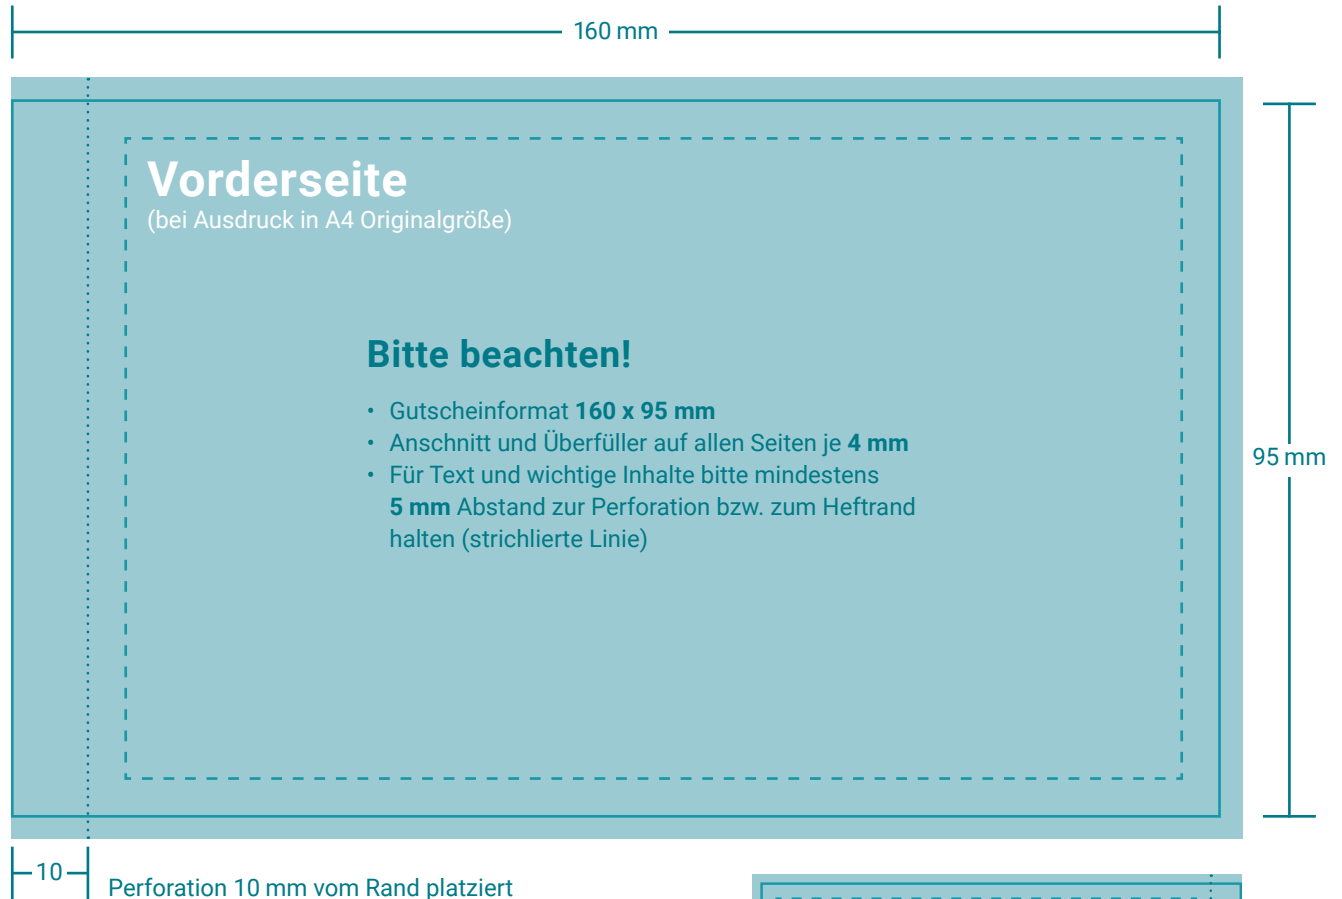 160 mm
Vorderseite
(bei Ausdruck in A4 Originalgröße)
Bitte beachten!
• Gutscheinformat 160 x 95 mm
• Anschnitt und Überfüller auf allen Seiten je 4 mm
• Für Text und wichtige Inhalte bitte mindestens
5 mm Abstand zur Perforation bzw. zum Heftrand
halten (strichlierte Linie)
95 mm
10
Perforation 10 mm vom Rand platziert